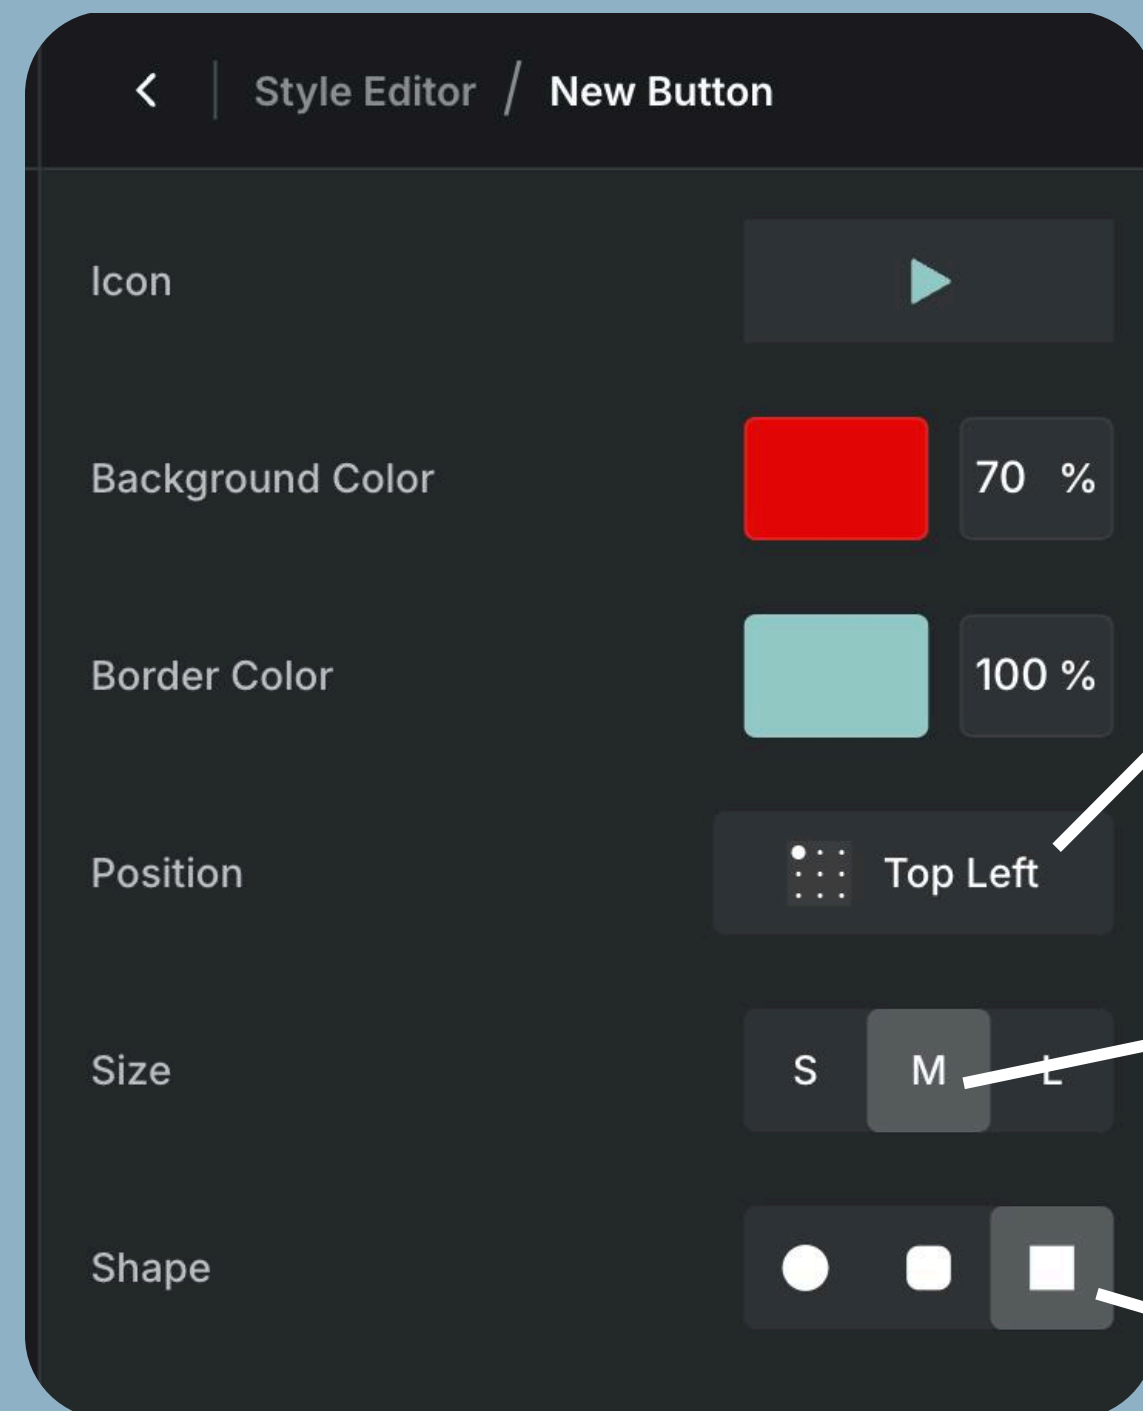 Style Editor / New Button
Icon
Background Color 70 %
Border Color 100 %
Position Top Left
Size S M L
Shape